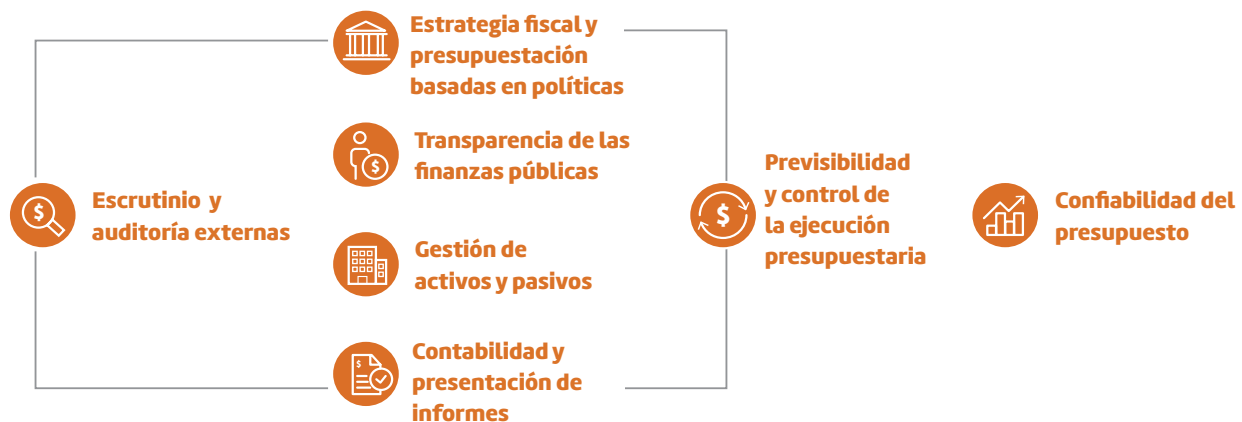 Estrategia fiscal y
presupuestación
basadas en políticas
Transparencia de las
finanzas públicas
Escrutinio y
auditoría externas
Gestión de
activos y pasivos
Contabilidad y
presentación de
informes
Previsibilidad
y control de
la ejecución
presupuestaria
Confiabilidad del
presupuesto